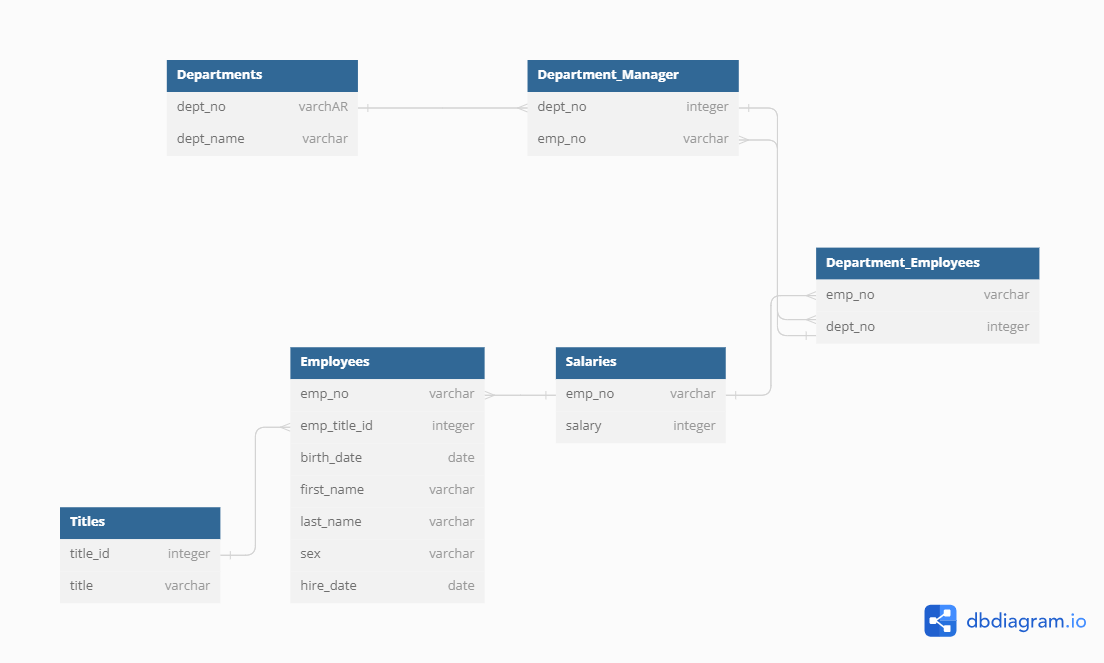 Departments
dept_no varchAR
dept_name varchar
Department_Manager
dept_no integer
emp_no varchar
Department_Employees
emp_no varchar
dept_no integer
Employees
emp_no varchar
emp_title_id integer
birth_date date
first_name varchar
last_name varchar
sex varchar
hire_date date
Salaries
emp_no varchar
salary integer
Titles
title_id integer
title varchar
dbdiagram.io